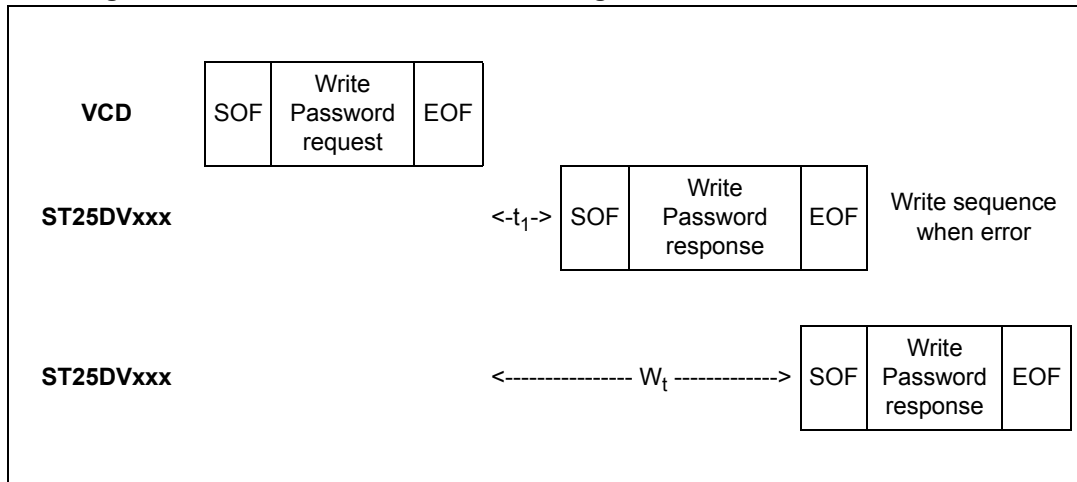 VCD
SOF
Write
Password
request
EOF
ST25DVxxx
<-t1->
SOF
Write
Password
response
EOF
Write sequence
when error
ST25DVxxx
<---------------- Wt ------------->
SOF
Write
Password
response
EOF